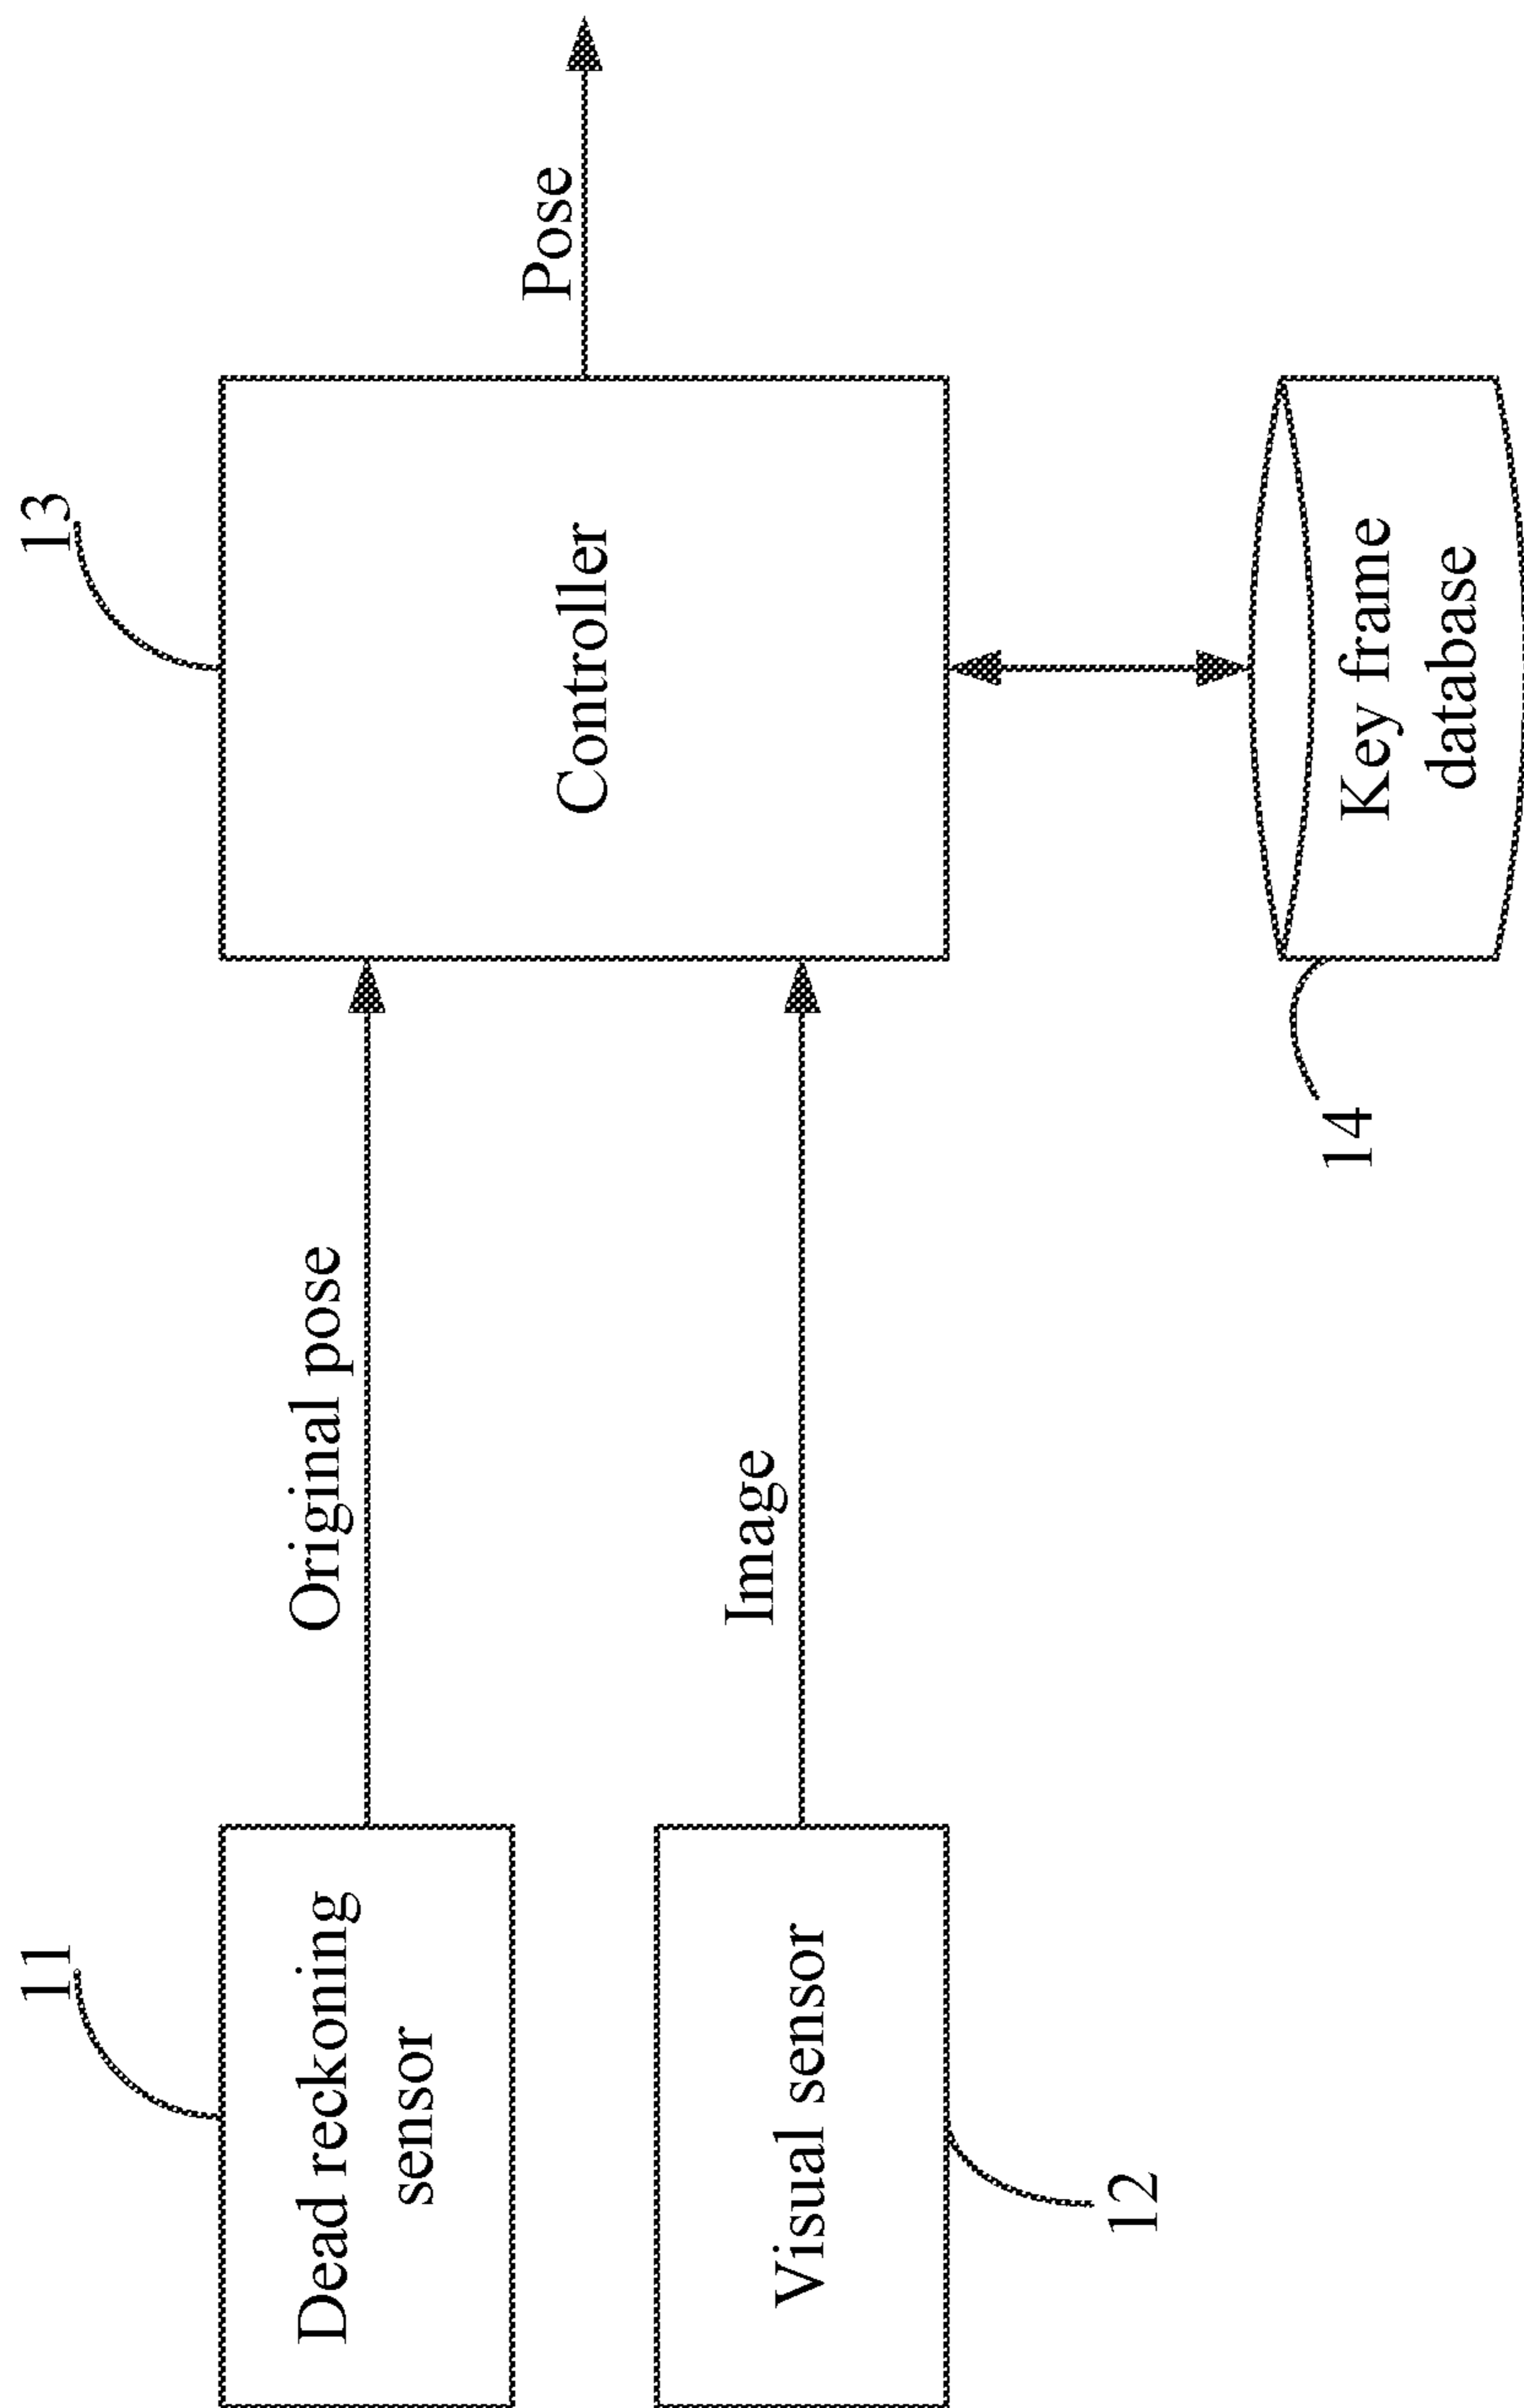 11
Dead reckoning
sensor
Original pose
13
Controller
Pose
Visual sensor
12
Image
14
Key frame
database